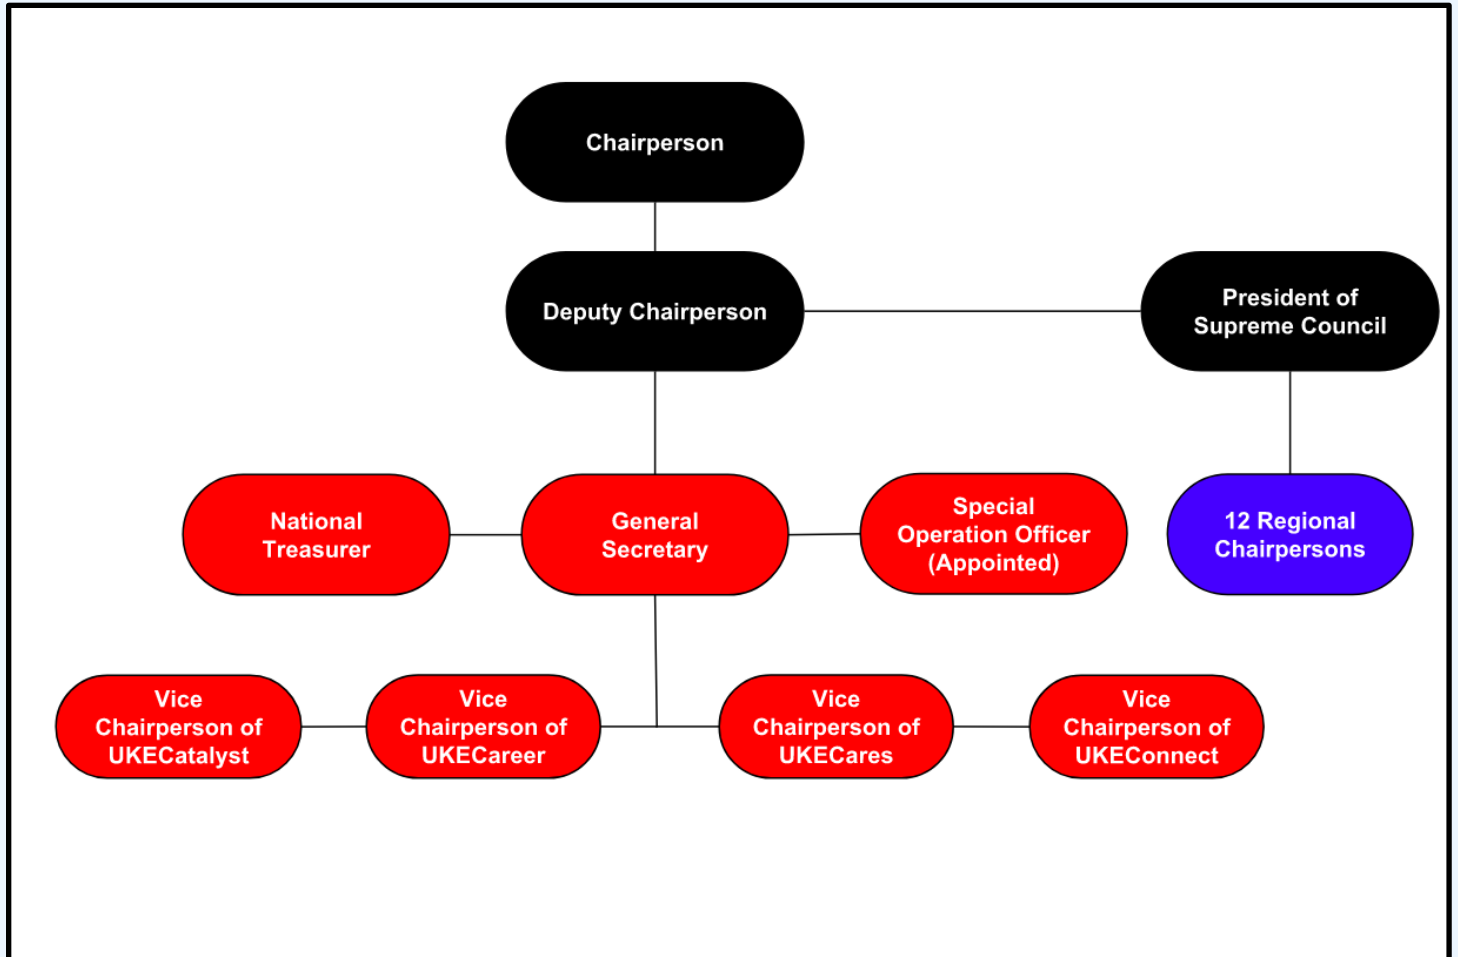 Chairperson
Deputy Chairperson
President of
Supreme Council
National
Treasurer
General
Secretary
Special
Operation Officer
(Appointed)
12 Regional
Chairpersons
Vice
Chairperson of
UKECatalyst
Vice
Chairperson of
UKECareer
Vice
Chairperson of
UKECares
Vice
Chairperson of
UKEConnect